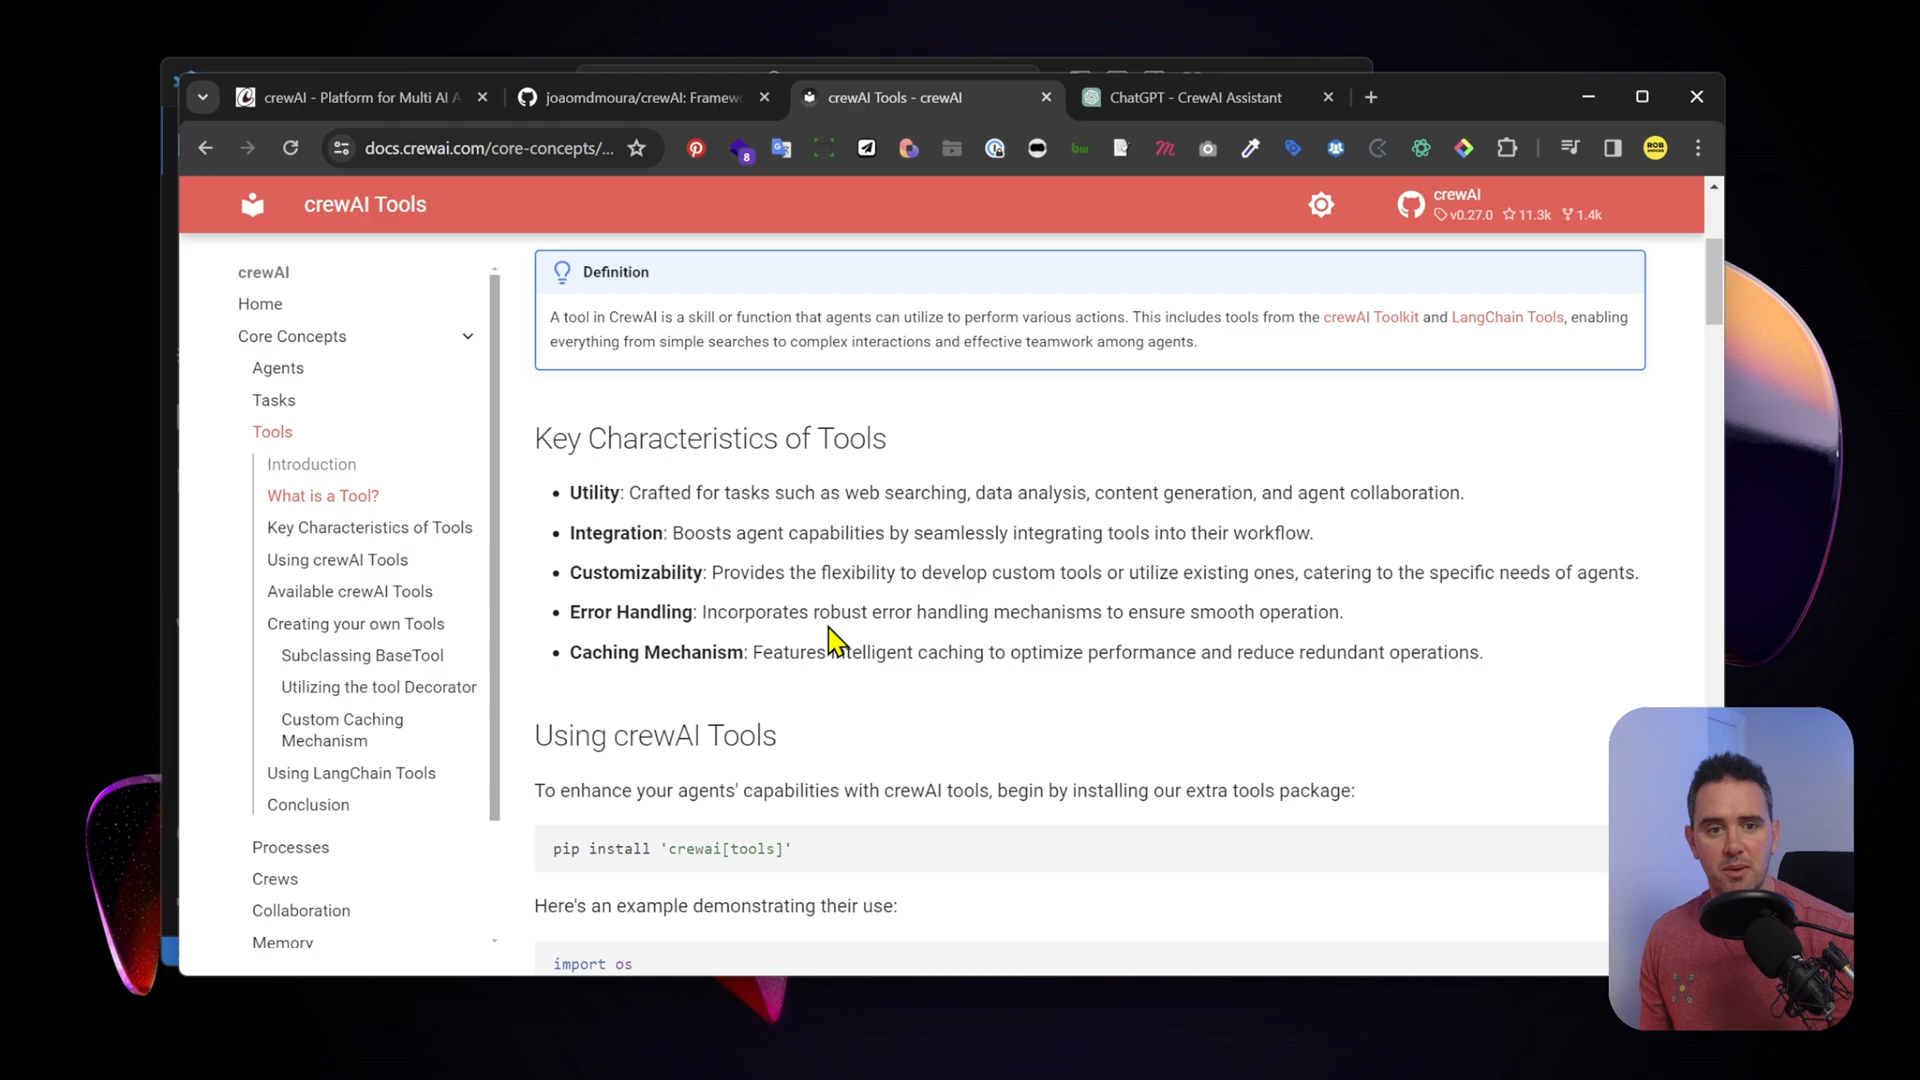 crewAI - Platform for Multi AI A
joaomdmoura/crewAI: Framew
crewAI Tools - crewAI
ChatGPT - CrewAI Assistant
docs.crewai.com/core-concepts/...
8
bw
m
ROB
crewAI Tools
crewAI
v0.27.0 11.3k 1.4k
crewAI
Home
Core Concepts
Agents
Tasks
Tools
Introduction
What is a Tool?
Key Characteristics of Tools
Using crewAI Tools
Available crewAI Tools
Creating your own Tools
Subclassing BaseTool
Utilizing the tool Decorator
Custom Caching
Mechanism
Using LangChain Tools
Conclusion
Processes
Crews
Collaboration
Memory
Definition
A tool in CrewAI is a skill or function that agents can utilize to perform various actions. This includes tools from the crewAI Toolkit and LangChain Tools, enabling
everything from simple searches to complex interactions and effective teamwork among agents.
Key Characteristics of Tools
• Utility: Crafted for tasks such as web searching, data analysis, content generation, and agent collaboration.
• Integration: Boosts agent capabilities by seamlessly integrating tools into their workflow.
• Customizability: Provides the flexibility to develop custom tools or utilize existing ones, catering to the specific needs of agents.
• Error Handling: Incorporates robust error handling mechanisms to ensure smooth operation.
• Caching Mechanism: Features intelligent caching to optimize performance and reduce redundant operations.
Using crewAI Tools
To enhance your agents' capabilities with crewAI tools, begin by installing our extra tools package:
pip install 'crewai[tools]'
Here's an example demonstrating their use:
import os